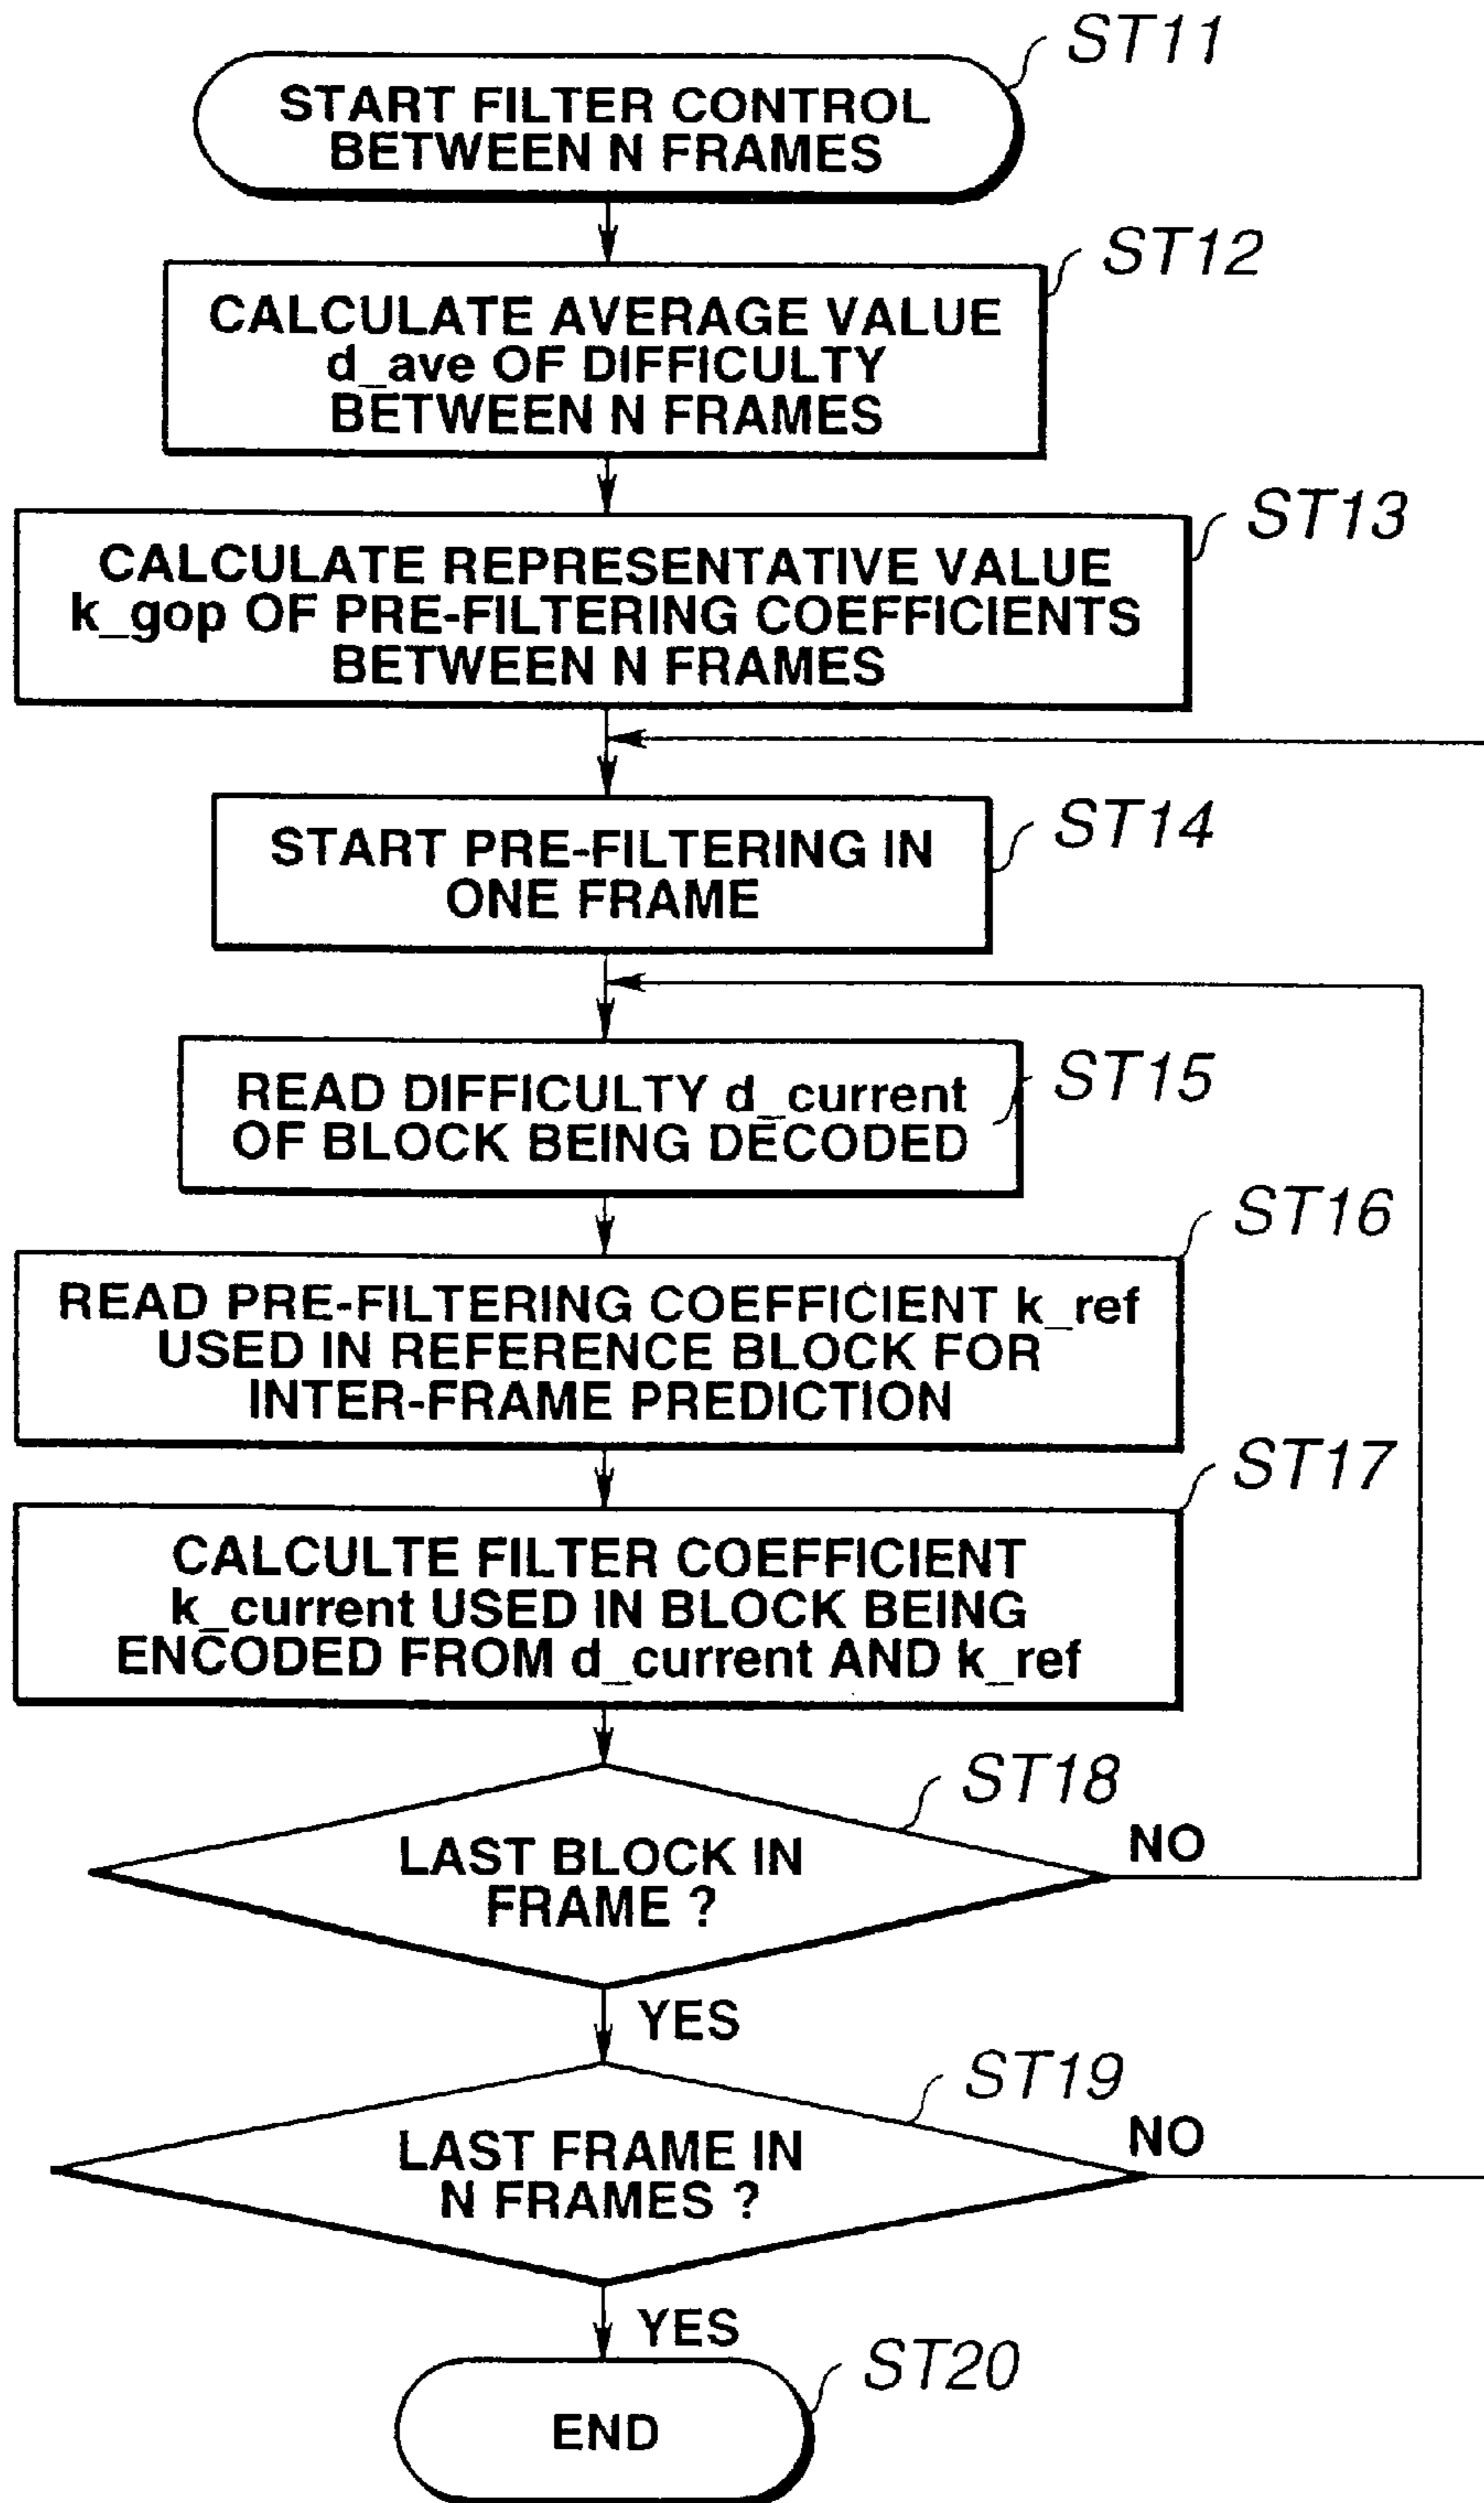 ST11
START FILTER CONTROL
BETWEEN N FRAMES
ST12
CALCULATE AVERAGE VALUE
d_ave OF DIFFICULTY
BETWEEN N FRAMES
ST13
CALCULATE REPRESENTATIVE VALUE
k_gop OF PRE-FILTERING COEFFICIENTS
BETWEEN N FRAMES
ST14
START PRE-FILTERING IN
ONE FRAME
ST15
READ DIFFICULTY d_current
OF BLOCK BEING DECODED
ST16
READ PRE-FILTERING COEFFICIENT k_ref
USED IN REFERENCE BLOCK FOR
INTER-FRAME PREDICTION
ST17
CALCULTE FILTER COEFFICIENT
k_current USED IN BLOCK BEING
ENCODED FROM d_current AND k_ref
ST18
LAST BLOCK IN
FRAME ?
NO
YES
ST19
LAST FRAME IN
N FRAMES ?
NO
YES
ST20
END